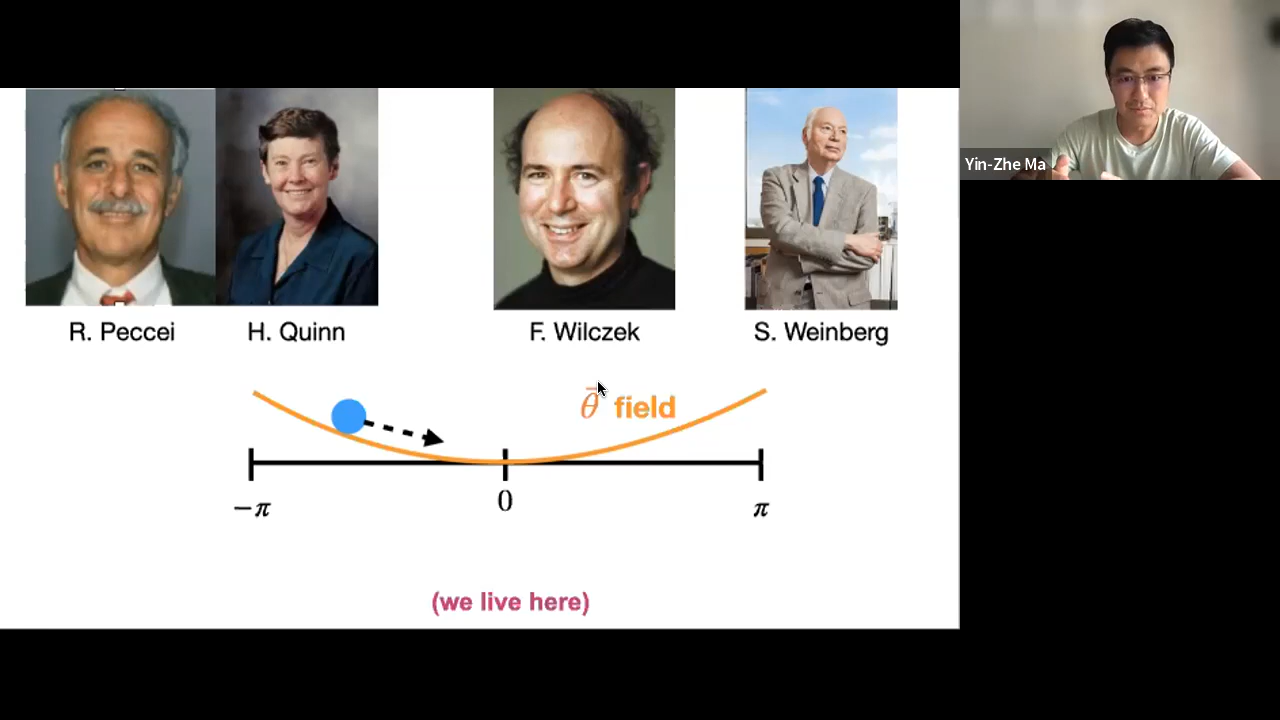 Yin-Zhe Ma
R. Peccei
H. Quinn
F. Wilczek
S. Weinberg
θ̄ field
−π
0
π
(we live here)